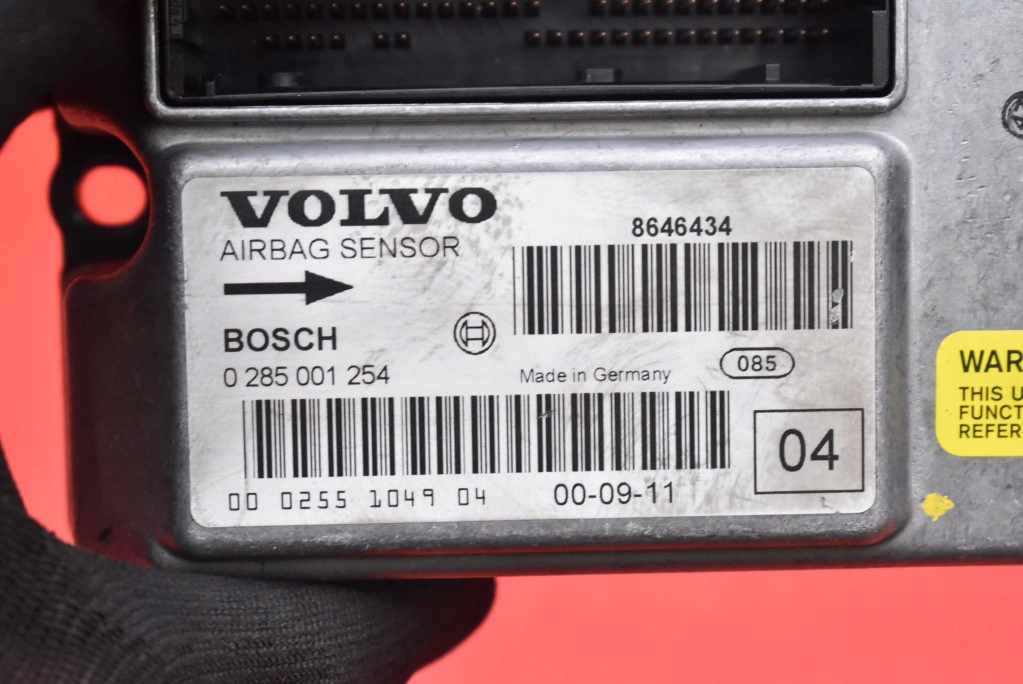 VOLVO
AIRBAG SENSOR
8646434
BOSCH
0 285 001 254
Made in Germany
085
00 0255 1049 04
00-09-11
04
WAR
THIS U
FUNCT
REFER